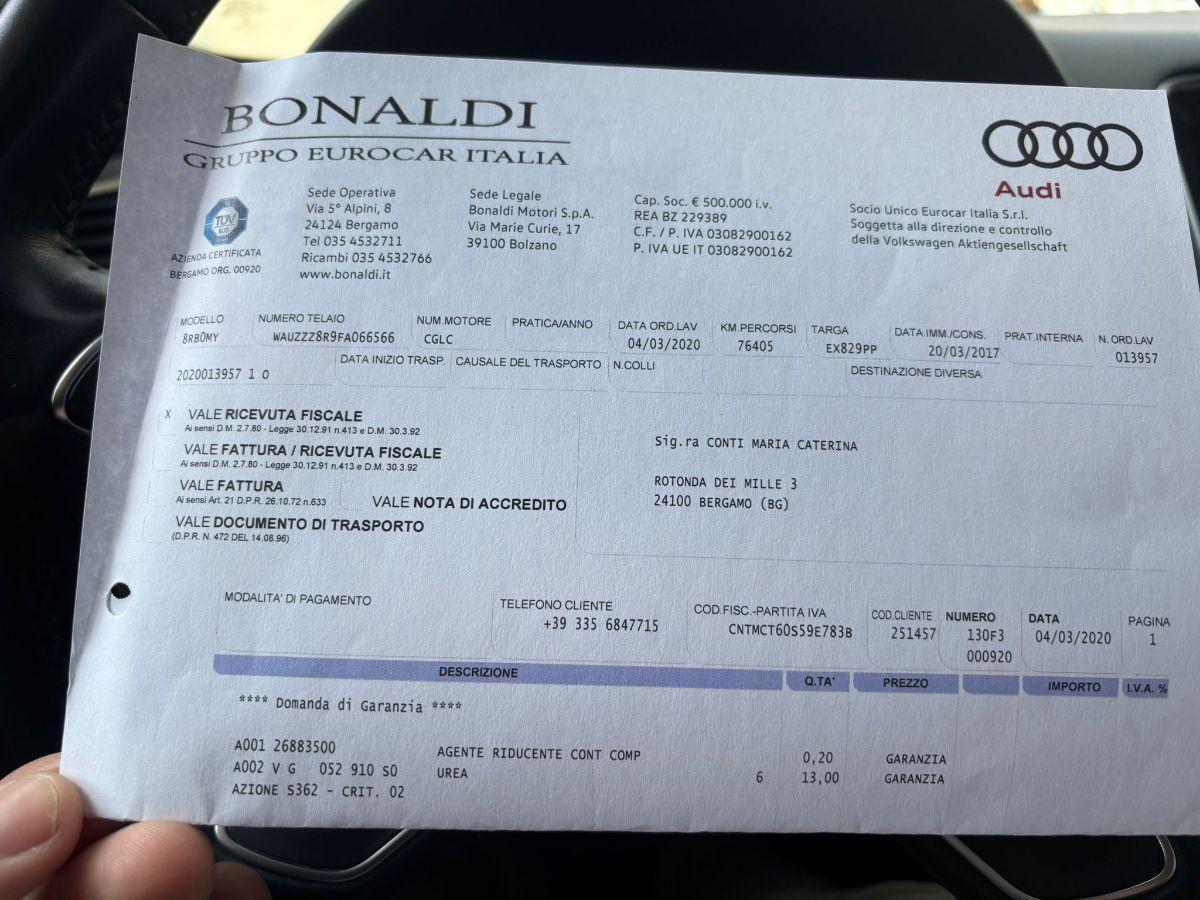 BONALDI
GRUPPO EUROCAR ITALIA
Audi
TÜV
SÜD
AZIENDA CERTIFICATA
BERGAMO ORG. 00920
Sede Operativa
Via 5° Alpini, 8
24124 Bergamo
Tel 035 4532711
Ricambi 035 4532766
www.bonaldi.it
Sede Legale
Bonaldi Motori S.p.A.
Via Marie Curie, 17
39100 Bolzano
Cap. Soc. € 500.000 i.v.
REA BZ 229389
C.F. / P. IVA 03082900162
P. IVA UE IT 03082900162
Socio Unico Eurocar Italia S.r.l.
Soggetta alla direzione e controllo
della Volkswagen Aktiengesellschaft
MODELLO NUMERO TELAIO NUM.MOTORE PRATICA/ANNO DATA ORD.LAV KM.PERCORSI TARGA DATA IMM./CONS. PRAT.INTERNA N. ORD.LAV
8RB0MY WAUZZZ8R9FA066566 CGLC 04/03/2020 76405 EX829PP 20/03/2017 013957
DATA INIZIO TRASP. CAUSALE DEL TRASPORTO N.COLLI DESTINAZIONE DIVERSA
2020013957 1 0
X VALE RICEVUTA FISCALE
Ai sensi D.M. 2.7.80 - Legge 30.12.91 n.413 e D.M. 30.3.92
VALE FATTURA / RICEVUTA FISCALE
Ai sensi D.M. 2.7.80 - Legge 30.12.91 n.413 e D.M. 30.3.92
VALE FATTURA
Ai sensi Art. 21 D.P.R. 26.10.72 n.633
VALE NOTA DI ACCREDITO
VALE DOCUMENTO DI TRASPORTO
(D.P.R. N. 472 DEL 14.08.96)
Sig.ra CONTI MARIA CATERINA
ROTONDA DEI MILLE 3
24100 BERGAMO (BG)
MODALITA' DI PAGAMENTO TELEFONO CLIENTE COD.FISC.-PARTITA IVA COD.CLIENTE NUMERO DATA PAGINA
+39 335 6847715 CNTMCT60S59E783B 251457 130F3 04/03/2020 1
000920
DESCRIZIONE Q.TA' PREZZO IMPORTO I.V.A. %
**** Domanda di Garanzia ****
A001 26883500 AGENTE RIDUCENTE CONT COMP 0,20 GARANZIA
A002 V G 052 910 S0 UREA 6 13,00 GARANZIA
AZIONE S362 - CRIT. 02